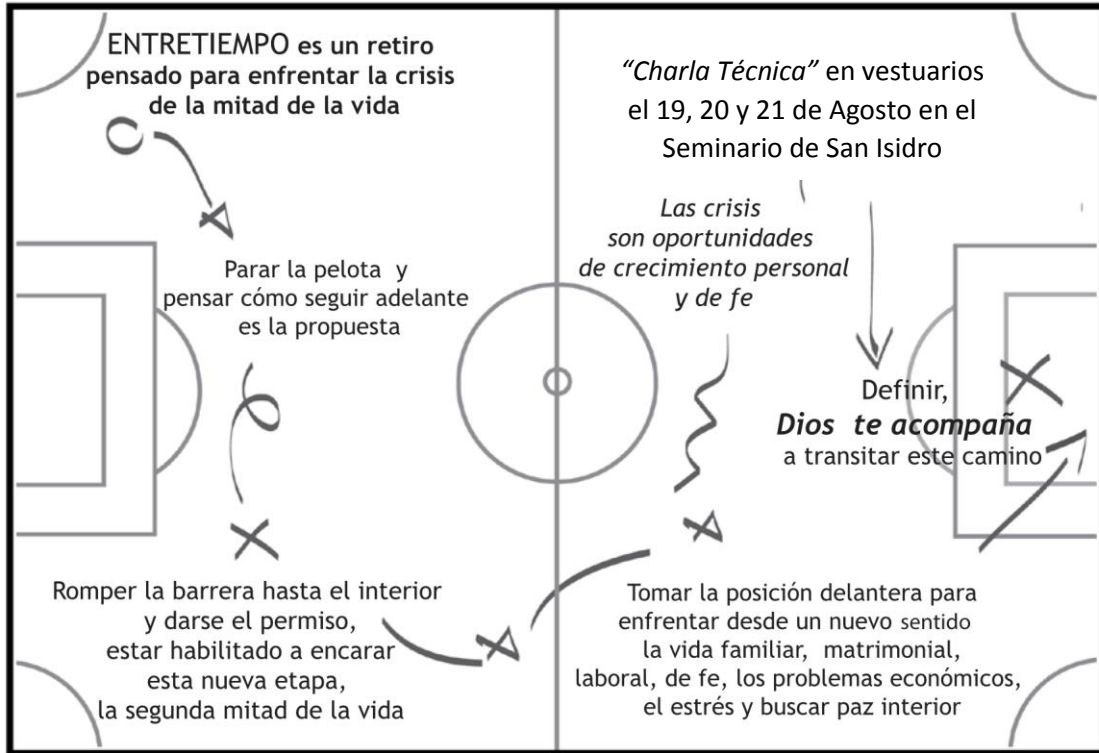 ENTRETIEMPO es un retiro
pensado para enfrentar la crisis
de la mitad de la vida
Parar la pelota y
pensar cómo seguir adelante
es la propuesta
Romper la barrera hasta el interior
y darse el permiso,
estar habilitado a encarar
esta nueva etapa,
la segunda mitad de la vida
“Charla Técnica” en vestuarios
el 19, 20 y 21 de Agosto en el
Seminario de San Isidro
Las crisis
son oportunidades
de crecimiento personal
y de fe
Definir,
Dios te acompaña
a transitar este camino
Tomar la posición delantera para
enfrentar desde un nuevo sentido
la vida familiar, matrimonial,
laboral, de fe, los problemas económicos,
el estrés y buscar paz interior